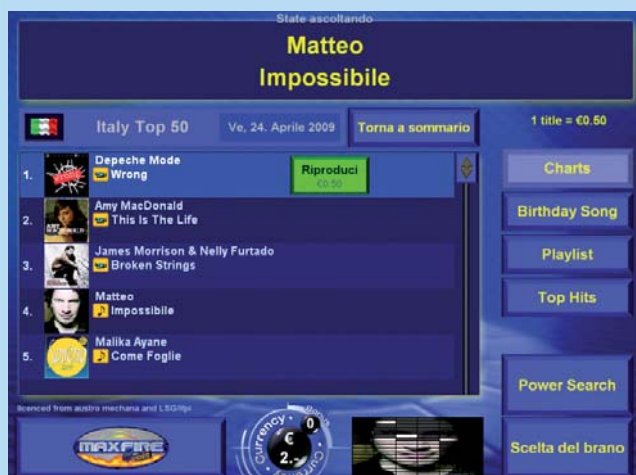 State ascoltando
Matteo
Impossibile
Italy Top 50
Ve, 24. Aprile 2009
Torna a sommario
1 title = €0.50
1.
Depeche Mode
Wrong
Riproduci
€0.50
2.
Amy MacDonald
This Is The Life
3.
James Morrison & Nelly Furtado
Broken Strings
4.
Matteo
Impossibile
5.
Malika Ayane
Come Foglie
Charts
Birthday Song
Playlist
Top Hits
Power Search
Scelta del brano
licenced from austro mechana and LSG/ifpi
MAXFIRE
Currency
Bonus
0
€
2.-
Currency